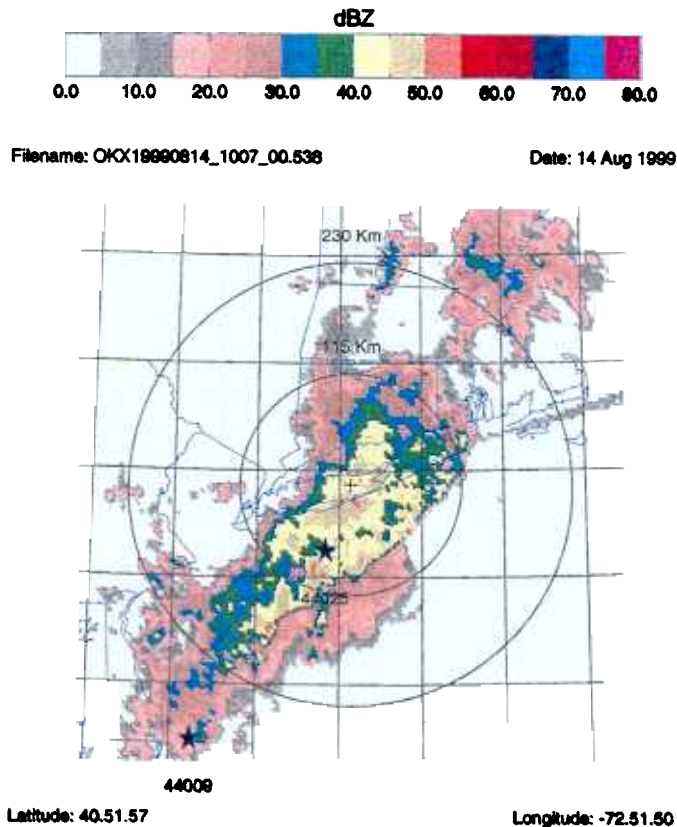 dBZ
0.0 10.0 20.0 30.0 40.0 50.0 60.0 70.0 80.0
Filename: OKX19990814_1007_00.536 Date: 14 Aug 1999
230 Km
115 Km
44025
44009
Latitude: 40.51.57 Longitude: -72.51.50